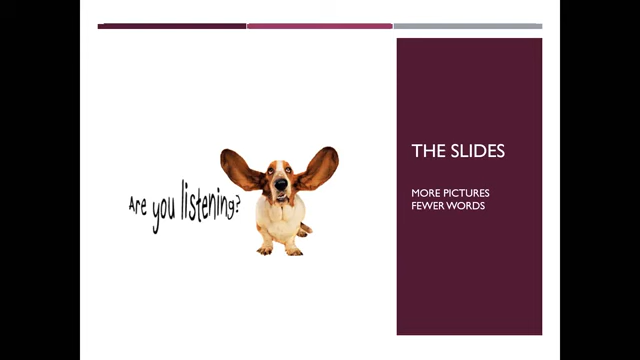 Are you listening?
THE SLIDES
MORE PICTURES
FEWER WORDS